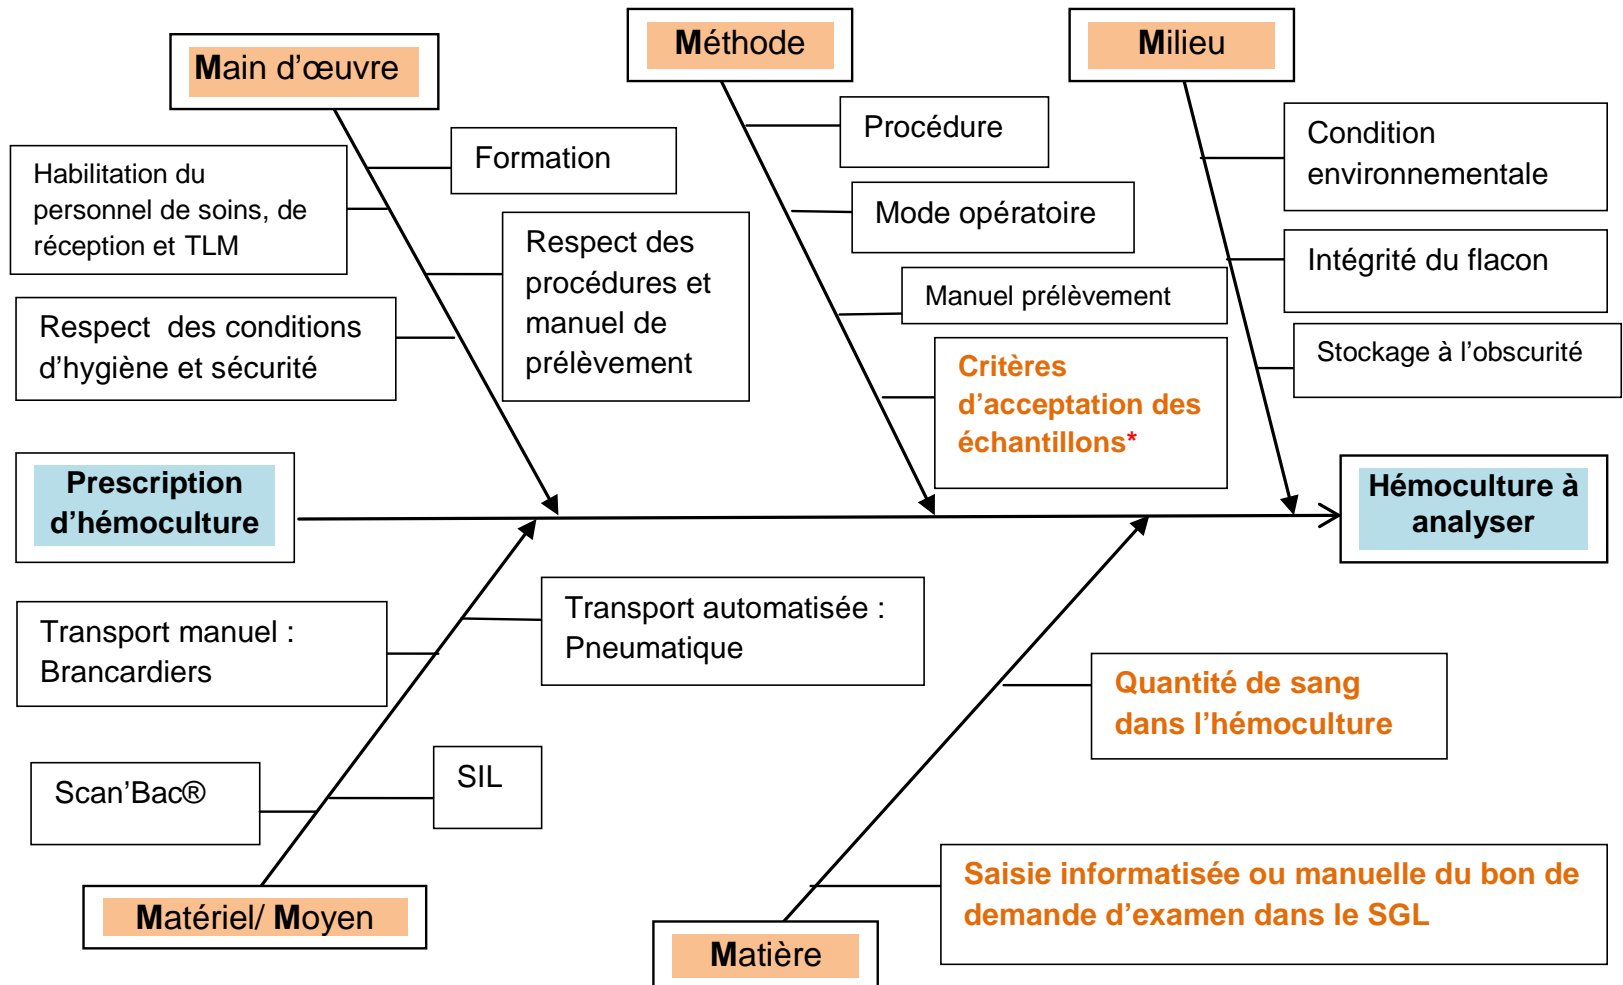 Main d'œuvre
Méthode
Milieu
Habilitation du
personnel de soins, de
réception et TLM
Formation
Respect des
procédures et
manuel de
prélèvement
Respect des conditions
d'hygiène et sécurité
Procédure
Mode opératoire
Manuel prélèvement
Critères
d'acceptation des
échantillons*
Condition
environnementale
Intégrité du flacon
Stockage à l'obscurité
Prescription
d'hémoculture
Hémoculture à
analyser
Transport manuel :
Brancardiers
Transport automatisée :
Pneumatique
Scan'Bac®
SIL
Quantité de sang
dans l'hémoculture
Saisie informatisée ou manuelle du bon de
demande d'examen dans le SGL
Matériel/ Moyen
Matière